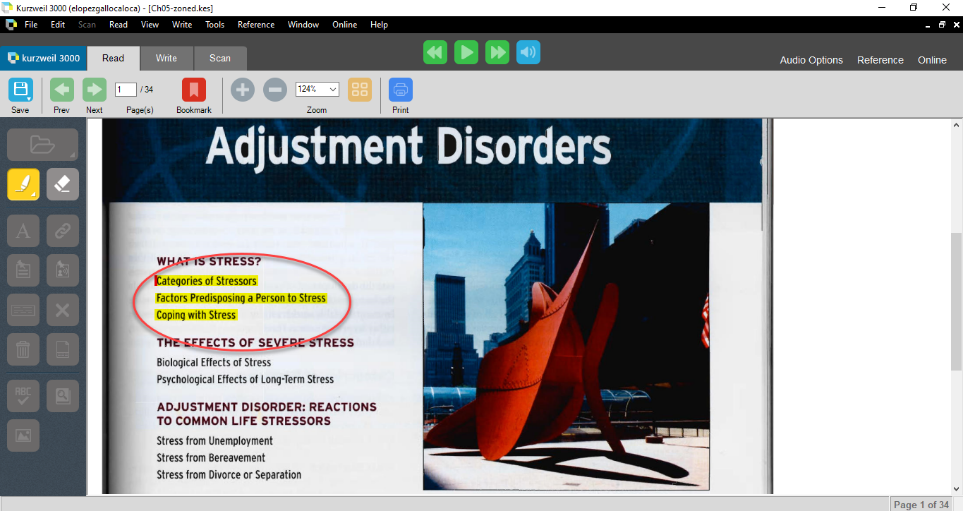 Kurzweil 3000 (elopezgallocaloca) - [Ch05-zoned.kes]
File Edit Scan Read View Write Tools Reference Window Online Help
kurzweil 3000 Read Write Scan
Audio Options Reference Online
1 / 34 124%
Save Prev Next Page(s) Bookmark Zoom Print
A
ABC
Adjustment Disorders
WHAT IS STRESS?
Categories of Stressors
Factors Predisposing a Person to Stress
Coping with Stress
THE EFFECTS OF SEVERE STRESS
Biological Effects of Stress
Psychological Effects of Long-Term Stress
ADJUSTMENT DISORDER: REACTIONS
TO COMMON LIFE STRESSORS
Stress from Unemployment
Stress from Bereavement
Stress from Divorce or Separation
Page 1 of 34